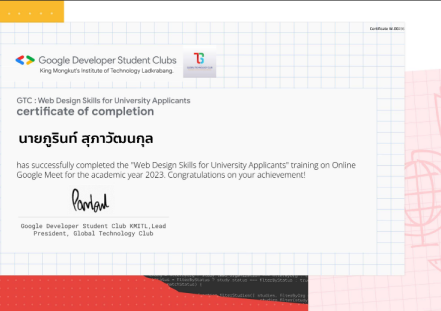 Google Developer Student Clubs
King Mongkut's Institute of Technology Ladkrabang.
GTC : Web Design Skills for University Applicants
certificate of completion
นายภูรินท์ สุภาวัฒนกุล
has successfully completed the "Web Design Skills for University Applicants" training on Online
Google Meet for the academic year 2023. Congratulations on your achievement!
Google Developer Student Club KMITL,Lead
President, Global Technology Club